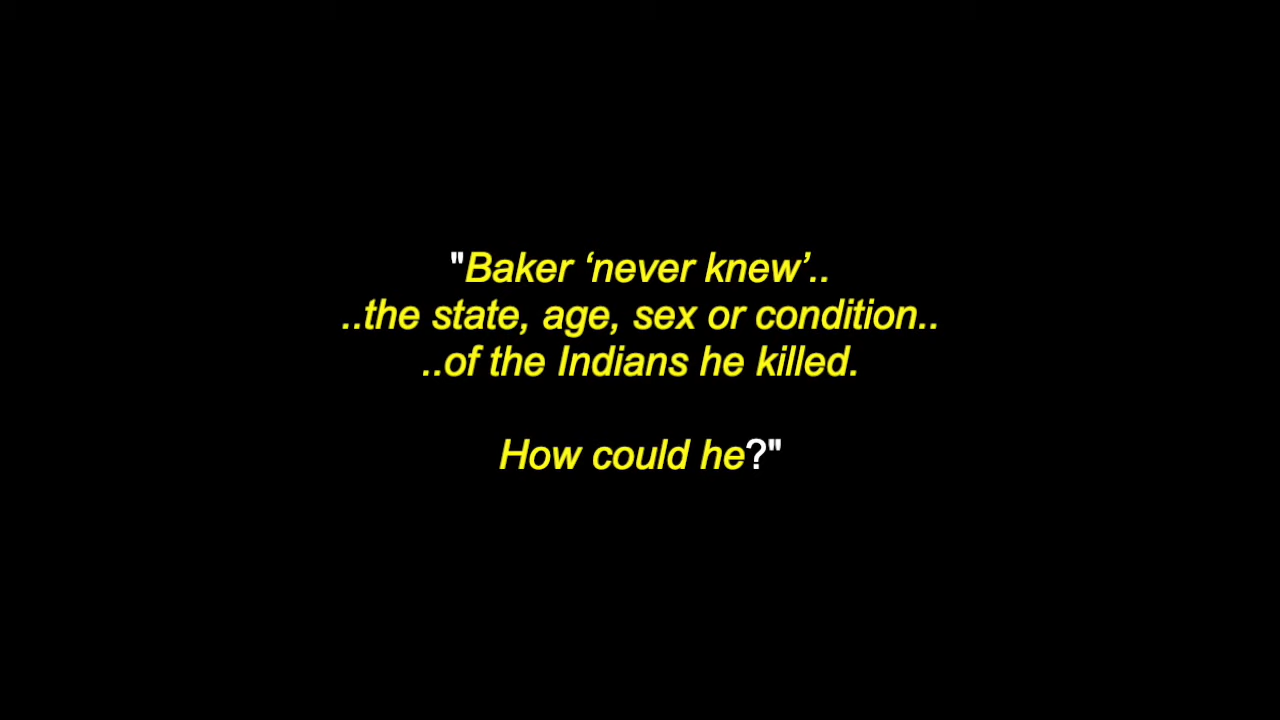 "Baker ‘never knew’..
..the state, age, sex or condition..
..of the Indians he killed.
How could he?"